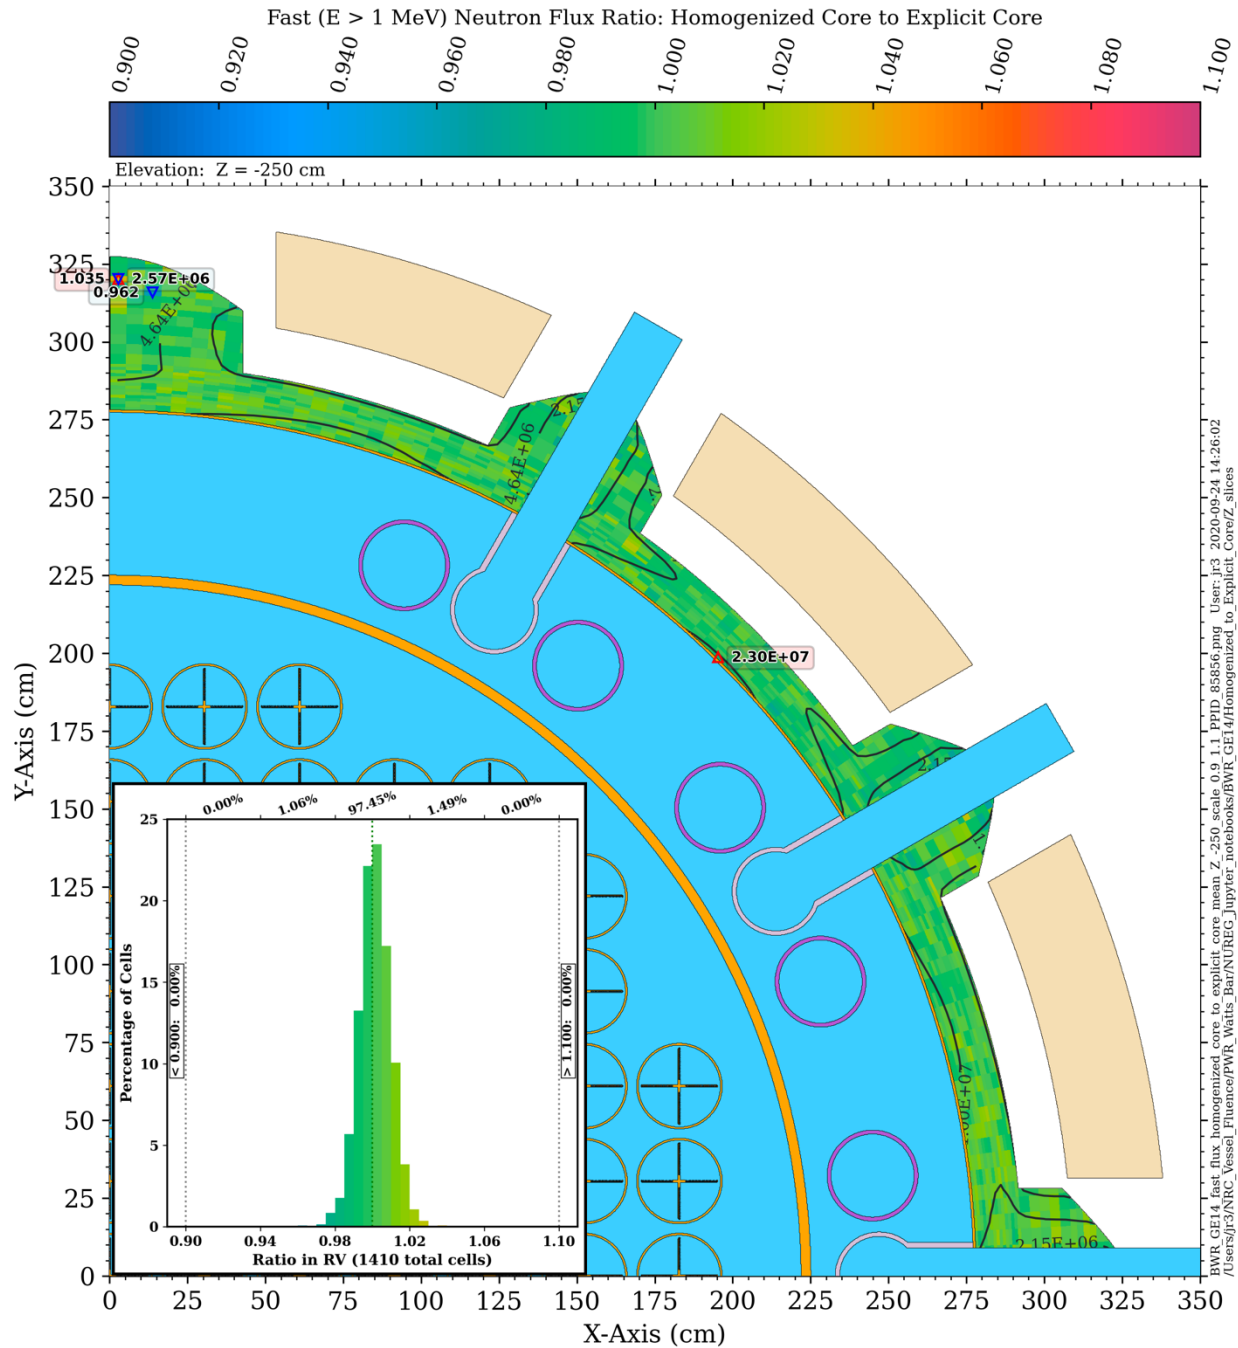 Fast (E > 1 MeV) Neutron Flux Ratio: Homogenized Core to Explicit Core
0.900 0.920 0.940 0.960 0.980 1.000 1.020 1.040 1.060 1.080 1.100
Elevation:  Z = -250 cm
350
325
300
275
250
225
200
175
150
125
100
75
50
25
0
Y-Axis (cm)
1.035
2.57E+06
0.962
4.64E+06
2.15
4.64E+06
2.
2.30E+07
2.15
1.00E+07
2.15E+06
0.00% 1.06% 97.45% 1.49% 0.00%
25
20
15
10
5
0
Percentage of Cells
< 0.900:  0.00%
> 1.100:  0.00%
0.90 0.94 0.98 1.02 1.06 1.10
Ratio in RV (1410 total cells)
0 25 50 75 100 125 150 175 200 225 250 275 300 325 350
X-Axis (cm)
BWR_GE14_fast_flux_homogenized_core_to_explicit_core_mean_Z_-250_scale_0.9_1.1_PPID_85856.png  User: jr3  2020-09-24 14:26:02
/Users/jr3/NRC_Vessel_Fluence/PWR_Watts_Bar/NUREG_Jupyter_notebooks/BWR_GE14/Homogenized_to_Explicit_Core/Z_slices